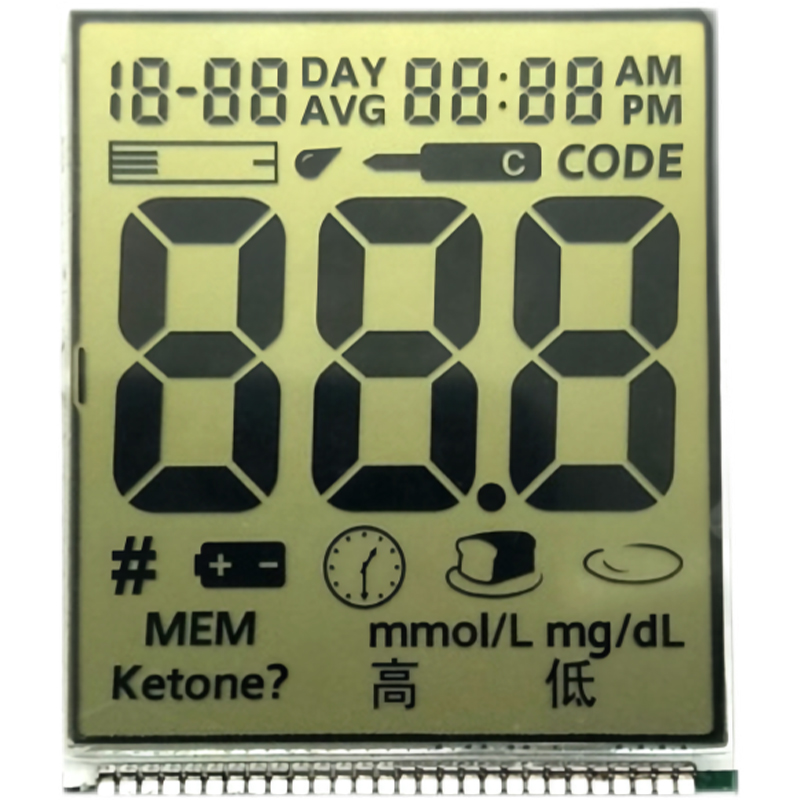 18-88 DAY 88:88 AM
AVG PM
C CODE
88.8
#
+ -
MEM mmol/L mg/dL
Ketone? 高 低